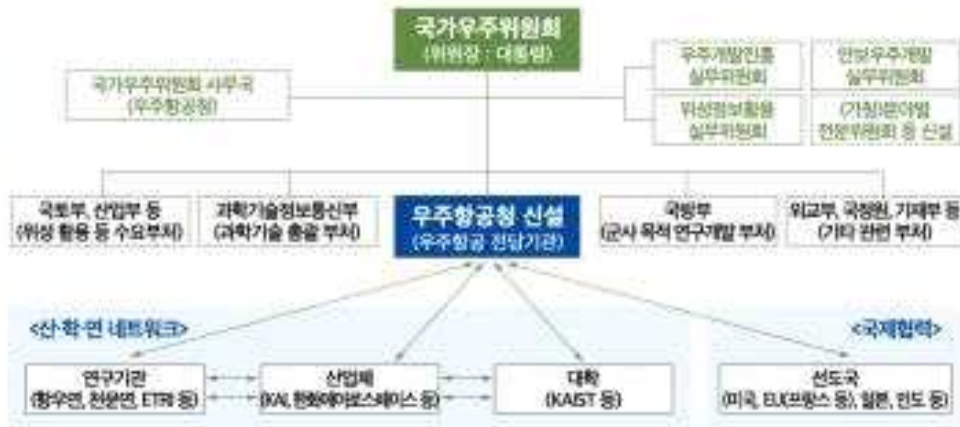 국가우주위원회
(위원장 : 대통령)
국가우주위원회 사무국
(우주항공청)
우주개발진흥
실무위원회
안보우주개발
실무위원회
위성정보활용
실무위원회
(가칭)분야별
전문위원회 등 신설
국토부, 산업부 등
(위성 활용 등 수요부처)
과학기술정보통신부
(과학기술 총괄 부처)
우주항공청 신설
(우주항공 전담기관)
국방부
(군사 목적 연구개발 부처)
외교부, 국정원, 기재부 등
(기타 관련 부처)
<산·학·연 네트워크>
<국제협력>
연구기관
(항우연, 천문연, ETRI 등)
산업체
(KAI, 한화에어로스페이스 등)
대학
(KAIST 등)
선도국
(미국, EU(프랑스 등), 일본, 인도 등)